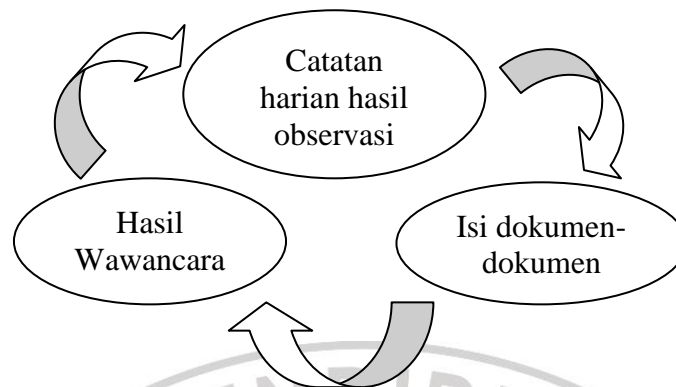 Catatan
harian hasil
observasi
Hasil
Wawancara
Isi dokumen-
dokumen